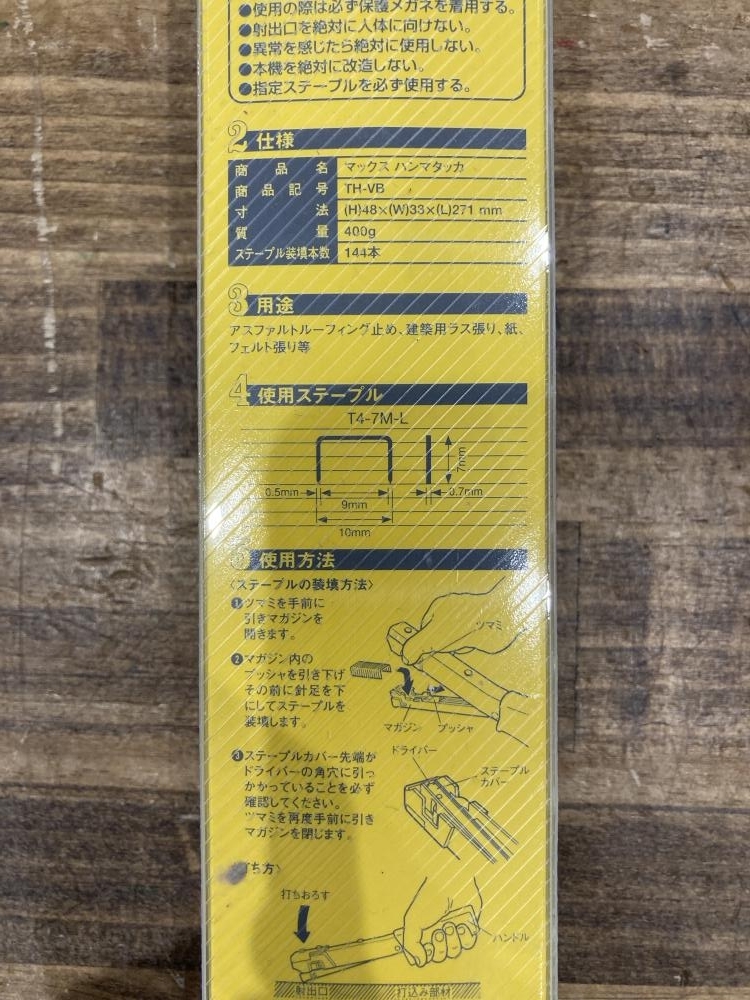 ●使用の際は必ず保護メガネを着用する。
●射出口を絶対に人体に向けない。
●異常を感じたら絶対に使用しない。
●本機を絶対に改造しない。
●指定ステープルを必ず使用する。
2 仕様
商品名 マックス ハンマタッカ
商品記号 TH-VB
寸法 (H)48×(W)33×(L)271 mm
質量 400g
ステープル装填本数 144本
3 用途
アスファルトルーフィング止め、建築用ラス張り、紙、
フェルト張り等
4 使用ステープル
T4-7M-L
7mm
0.5mm
0.7mm
9mm
10mm
使用方法
〈ステープルの装填方法〉
❶ツマミを手前に
引きマガジンを
開きます。
ツマミ
❷マガジン内の
プッシャを引き下げ
その前に針足を下
にしてステープルを
装填します。
マガジン
プッシャ
❸ステープルカバー先端が
ドライバーの角穴に引っ
かかっていることを必ず
確認してください。
ツマミを再度手前に引き
マガジンを閉じます。
ドライバー
ステープル
カバー
ち方〉
打ちおろす
ハンドル
射出口
打込み部材